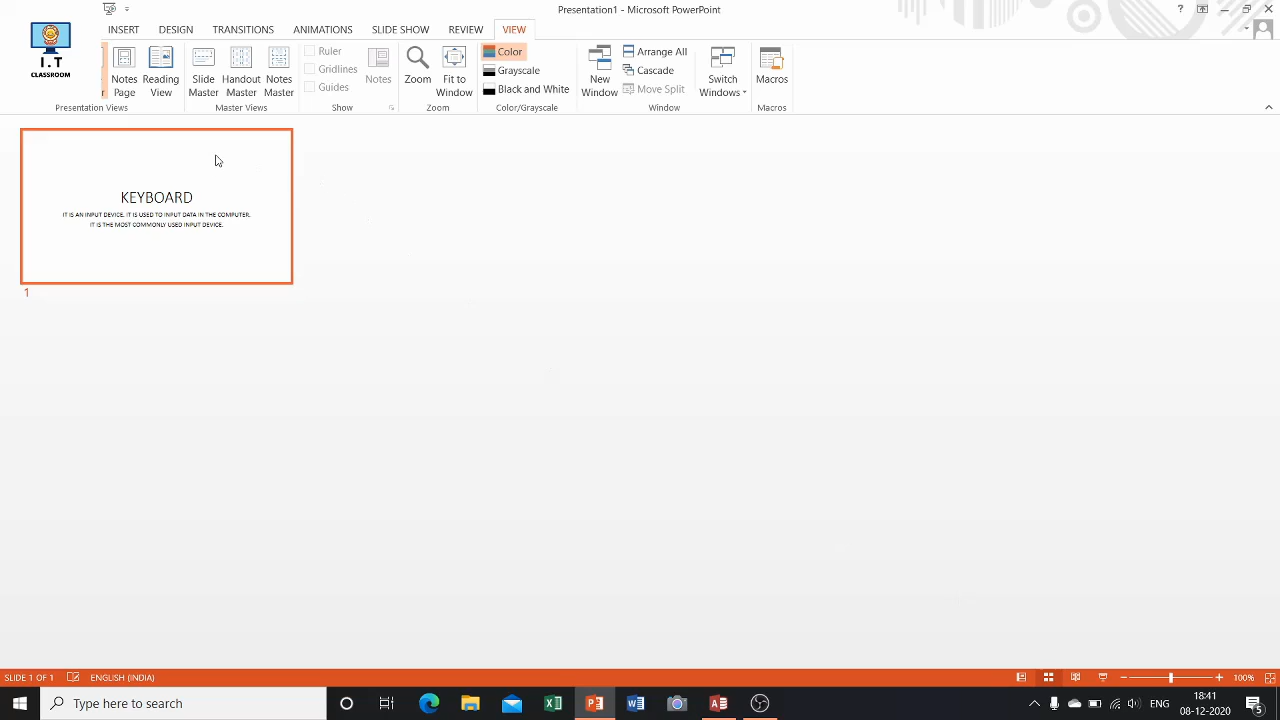 Presentation1 - Microsoft PowerPoint
?
INSERT DESIGN TRANSITIONS ANIMATIONS SLIDE SHOW REVIEW VIEW
I.T
CLASSROOM
Notes Page
Reading View
Presentation Views
Slide Master
Handout Master
Notes Master
Master Views
Ruler
Gridlines
Guides
Show
Notes
Zoom
Fit to Window
Zoom
Color
Grayscale
Black and White
Color/Grayscale
New Window
Arrange All
Cascade
Move Split
Switch Windows
Window
Macros
Macros
KEYBOARD
IT IS AN INPUT DEVICE. IT IS USED TO INPUT DATA IN THE COMPUTER.
IT IS THE MOST COMMONLY USED INPUT DEVICE.
1
SLIDE 1 OF 1 ENGLISH (INDIA) 100%
Type here to search
ENG
18:41
08-12-2020
5